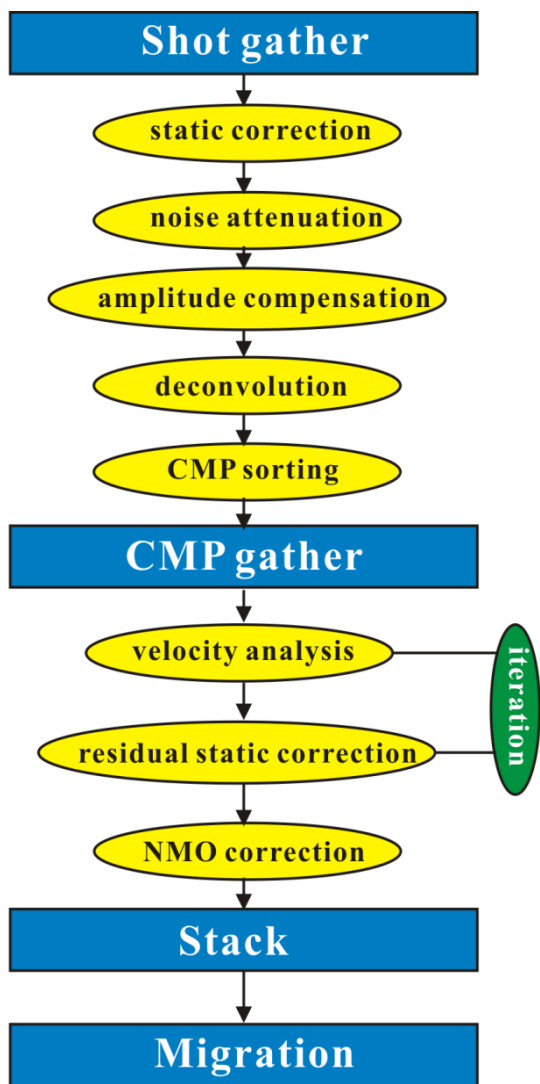 Shot gather
static correction
noise attenuation
amplitude compensation
deconvolution
CMP sorting
CMP gather
velocity analysis
iteration
residual static correction
NMO correction
Stack
Migration